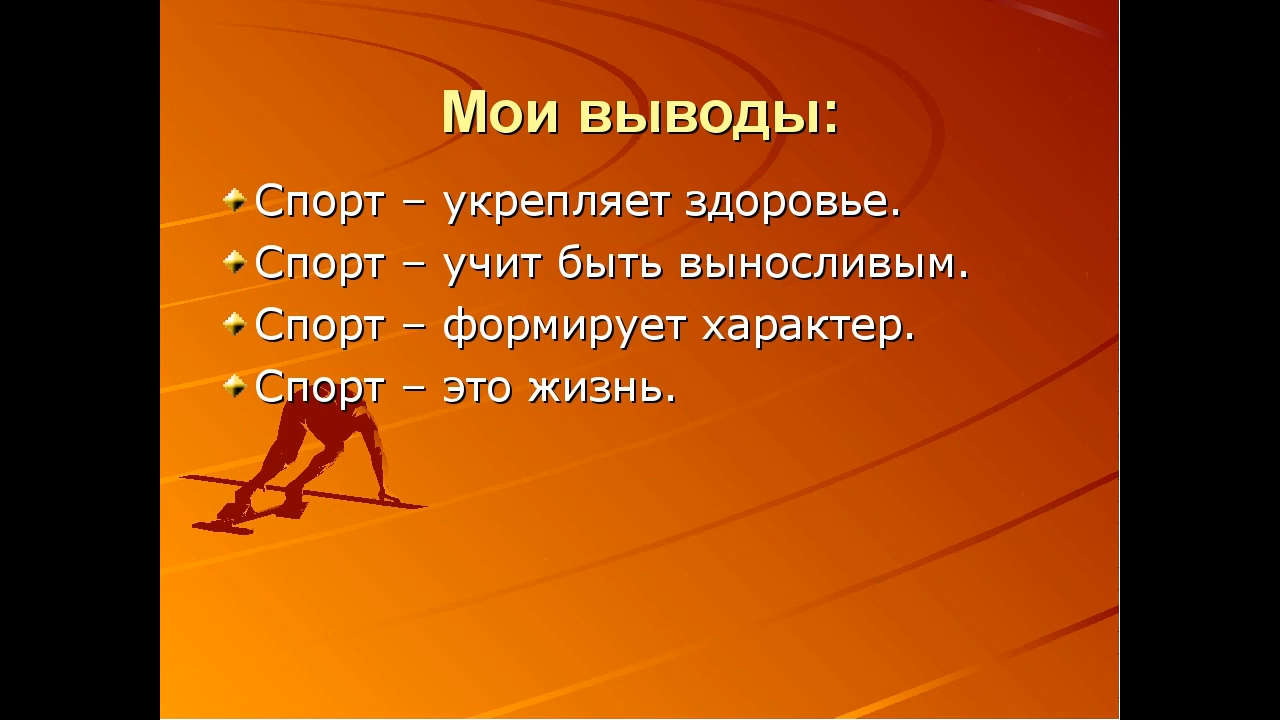 Мои выводы:
Спорт – укрепляет здоровье.
Спорт – учит быть выносливым.
Спорт – формирует характер.
Спорт – это жизнь.